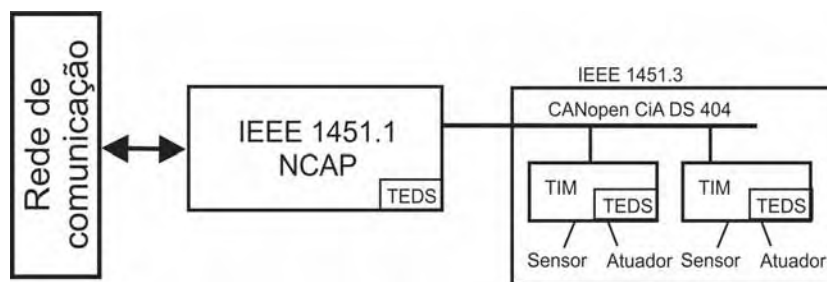 Rede de
comunicação
IEEE 1451.1
NCAP
TEDS
IEEE 1451.3
CANopen CiA DS 404
TIM
TEDS
Sensor
Atuador
TIM
TEDS
Sensor
Atuador